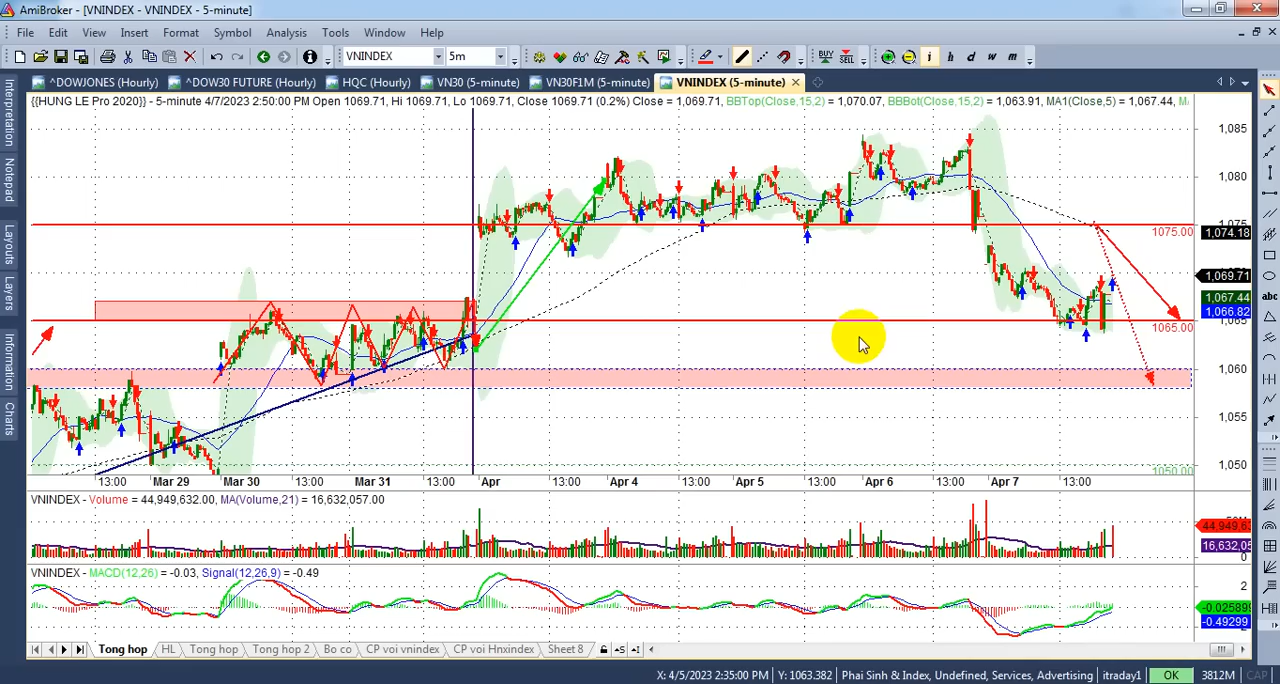 AmiBroker - [VNINDEX - 5-minute]
File Edit View Insert Format Symbol Analysis Tools Window Help
VNINDEX 5m BUY SELL i h d w m
^DOWJONES (Hourly) ^DOW30 FUTURE (Hourly) HQC (Hourly) VN30 (5-minute) VN30F1M (5-minute) VNINDEX (5-minute)
{{HUNG LE Pro 2020}} - 5-minute 4/7/2023 2:50:00 PM Open 1069.71, Hi 1069.71, Lo 1069.71, Close 1069.71 (0.2%) Close = 1,069.71, BBTop(Close,15,2) = 1,070.07, BBBot(Close,15,2) = 1,063.91, MA1(Close,5) = 1,067.44,
Interpretation
Notepad
Layouts
Layers
Information
Charts
abc
1,085
1,080
1075.00
1,074.18
1,069.71
1,067.44
1,066.82
1065.00
1,060
1,055
1,050
1050.00
13:00 Mar 29 Mar 30 13:00 Mar 31 13:00 Apr 13:00 Apr 4 13:00 Apr 5 13:00 Apr 6 13:00 Apr 7 13:00
VNINDEX - Volume = 44,949,632.00, MA(Volume,21) = 16,632,057.00
44,949,63
16,632,05
0
VNINDEX - MACD(12,26) = -0.03, Signal(12,26,9) = -0.49
2
-0.025899
-0.49299
Tong hop HL Tong hop Tong hop 2 Bo co CP voi vnindex CP voi Hnxindex Sheet 8
X: 4/5/2023 2:35:00 PM Y: 1063.382 Phai Sinh & Index, Undefined, Services, Advertising itraday1 OK 3812M CAP